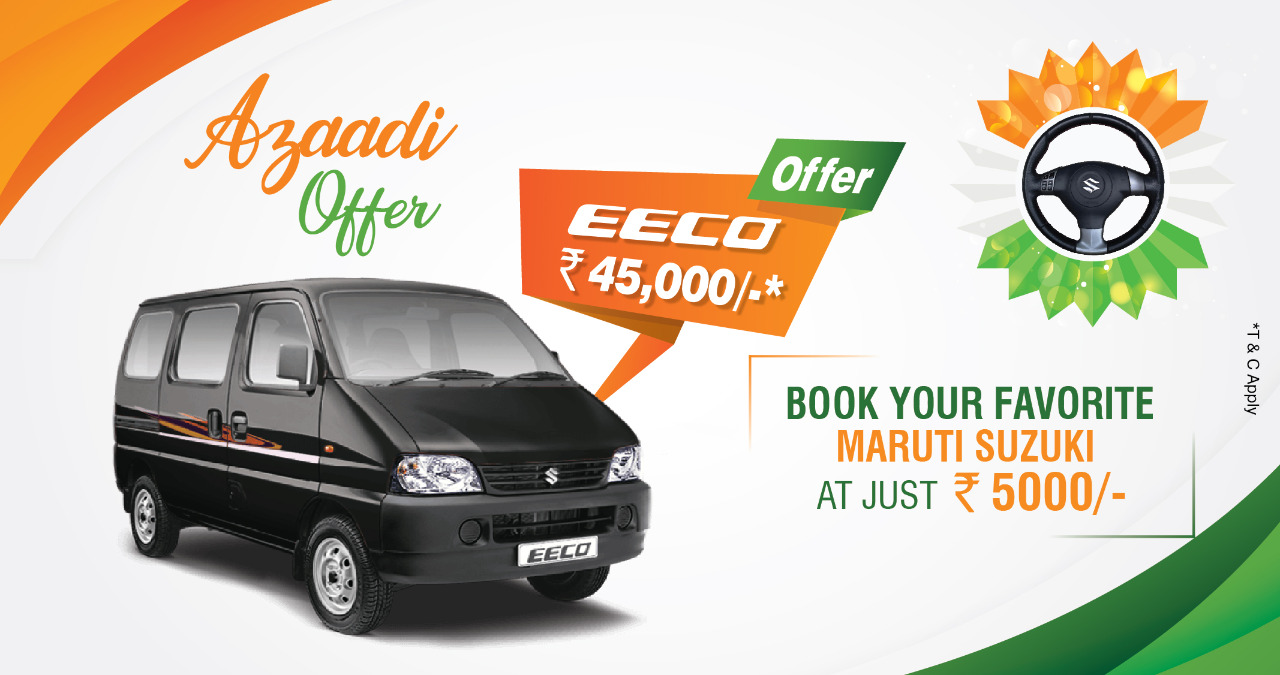 Azaadi
Offer
Offer
EECO
₹ 45,000/-*
BOOK YOUR FAVORITE
MARUTI SUZUKI
AT JUST ₹ 5000/-
*T & C Apply
EECO